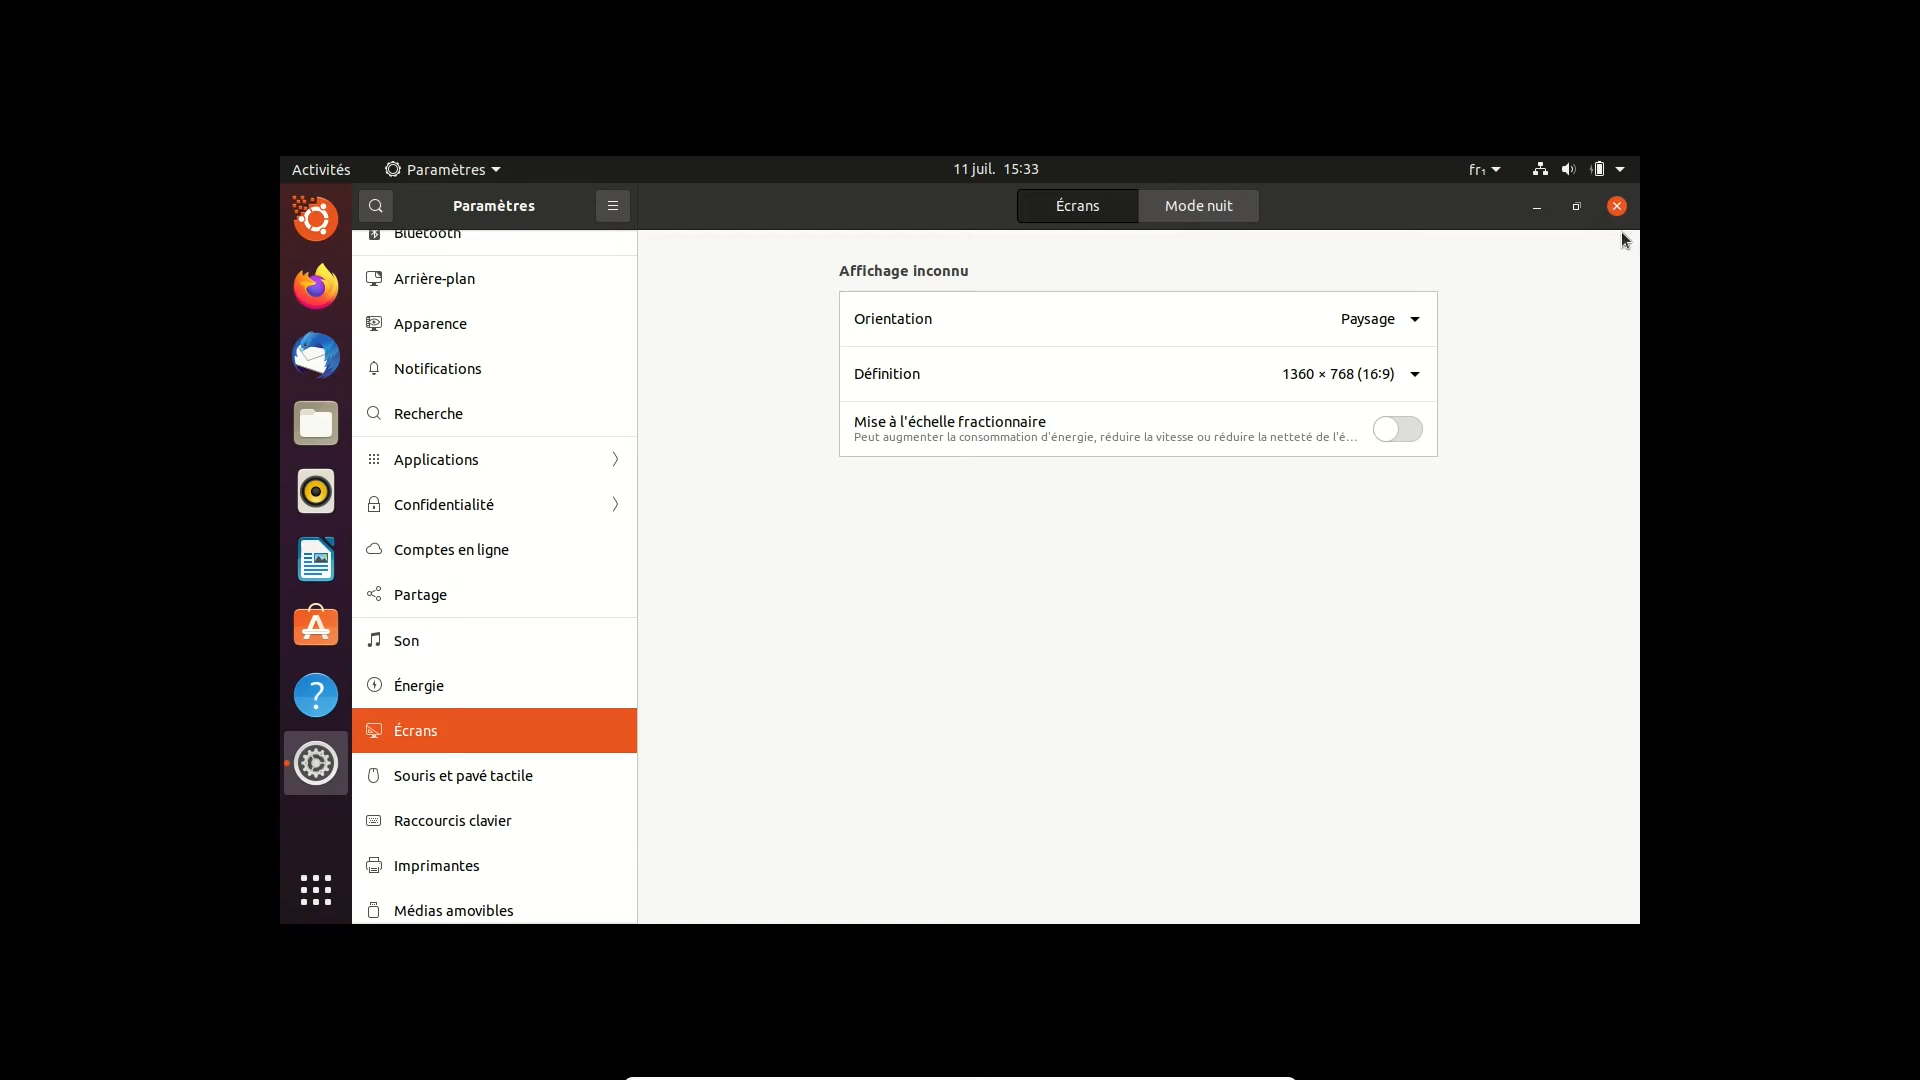 Activités
Paramètres
11 juil. 15:33
fr₁
Paramètres
Écrans
Mode nuit
Bluetooth
Arrière-plan
Apparence
Notifications
Recherche
Applications
Confidentialité
Comptes en ligne
Partage
Son
Énergie
Écrans
Souris et pavé tactile
Raccourcis clavier
Imprimantes
Médias amovibles
Affichage inconnu
Orientation
Paysage
Définition
1360 × 768 (16∶9)
Mise à l'échelle fractionnaire
Peut augmenter la consommation d'énergie, réduire la vitesse ou réduire la netteté de l'é…